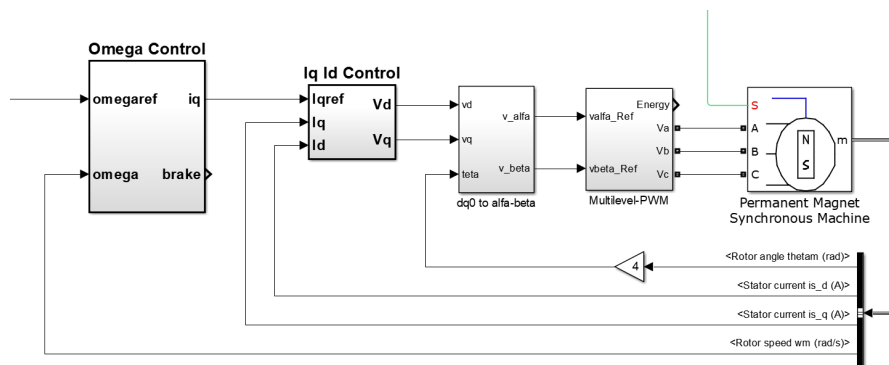 Omega Control
omegaref
iq
omega
brake
Iq Id Control
Iqref
Iq
Id
Vd
Vq
vd
vq
teta
v_alfa
v_beta
dq0 to alfa-beta
valfa_Ref
vbeta_Ref
Energy
Va
Vb
Vc
Multilevel-PWM
S
A
B
C
N
S
m
Permanent Magnet
Synchronous Machine
4
<Rotor angle thetam (rad)>
<Stator current is_d (A)>
<Stator current is_q (A)>
<Rotor speed wm (rad/s)>